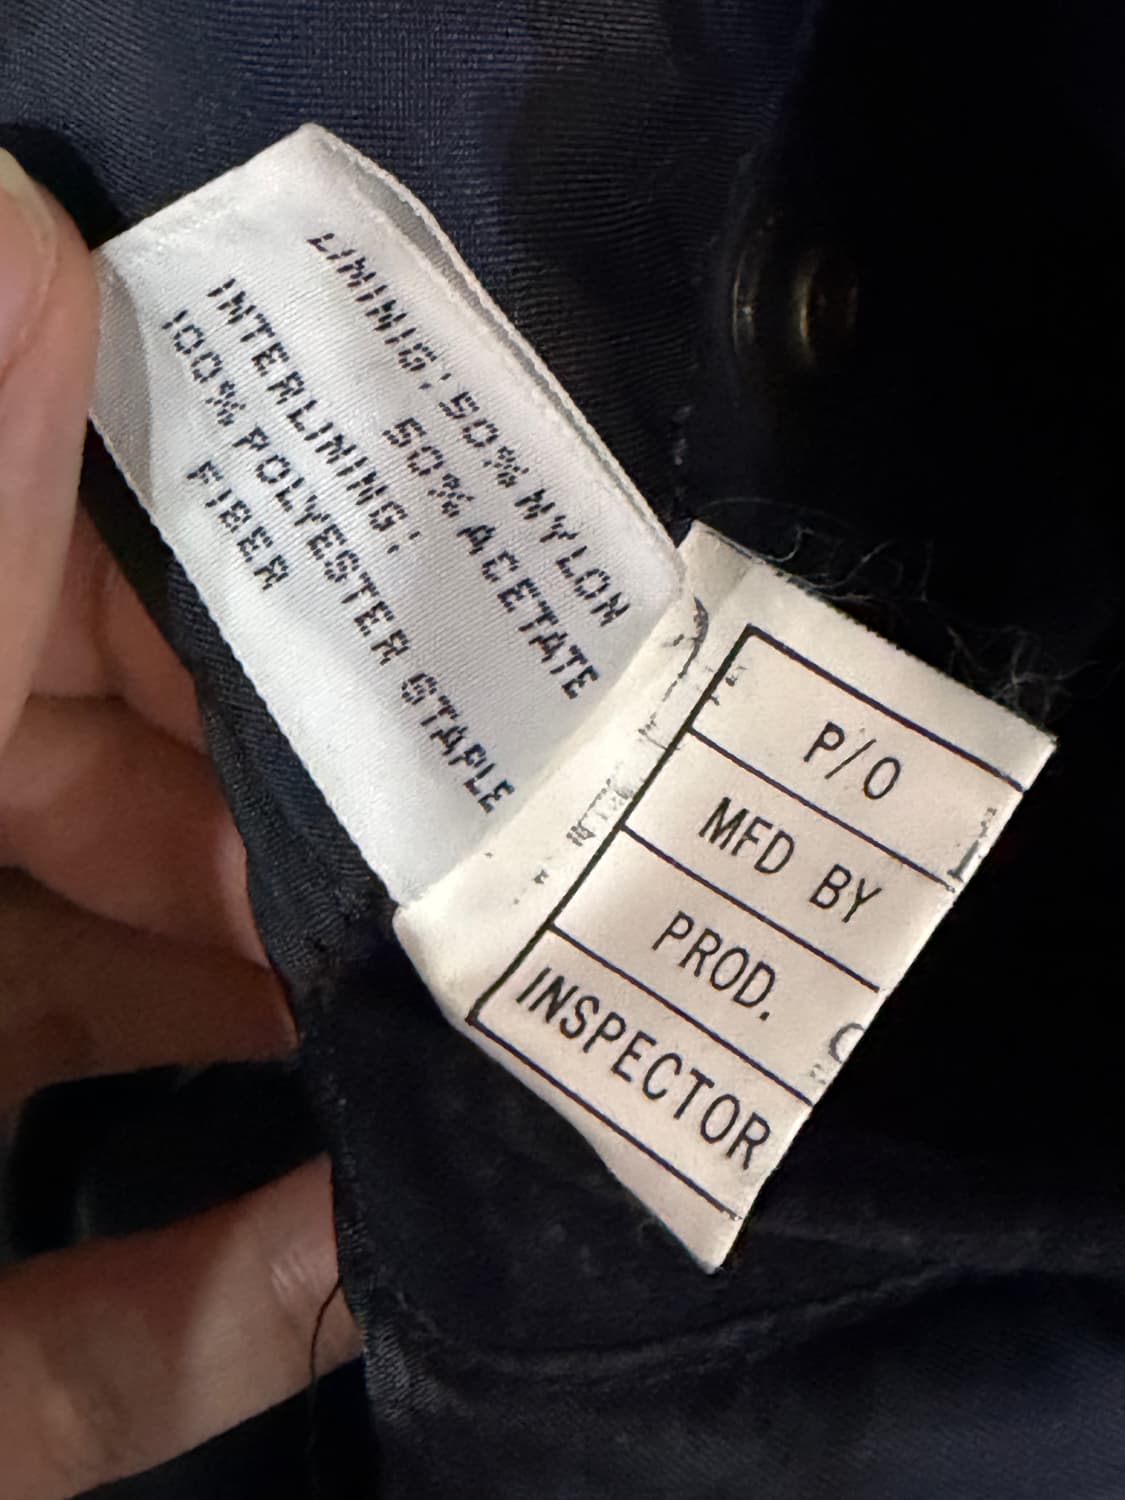 LINING: 50% NYLON
50% ACETATE
INTERLINING:
100% POLYESTER STAPLE
FIBER
P/O
MFD BY
PROD.
INSPECTOR